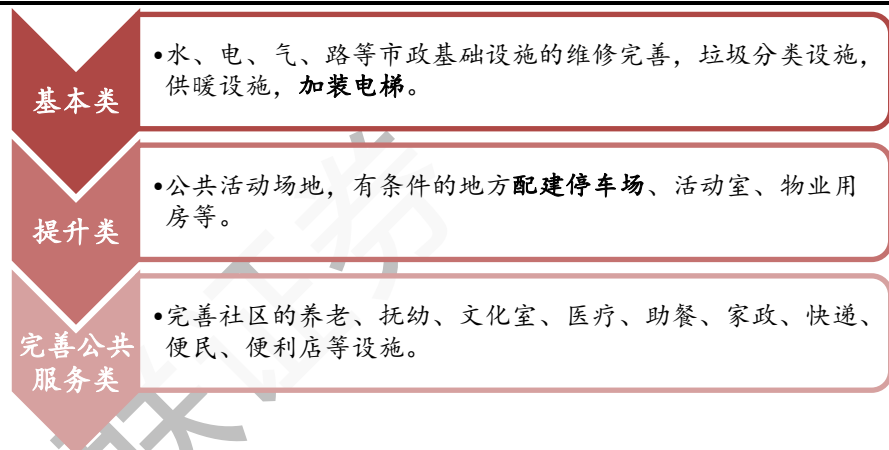 基本类
•水、电、气、路等市政基础设施的维修完善，垃圾分类设施，
供暖设施，加装电梯。
提升类
•公共活动场地，有条件的地方配建停车场、活动室、物业用
房等。
完善公共
服务类
•完善社区的养老、抚幼、文化室、医疗、助餐、家政、快递、
便民、便利店等设施。
联证券